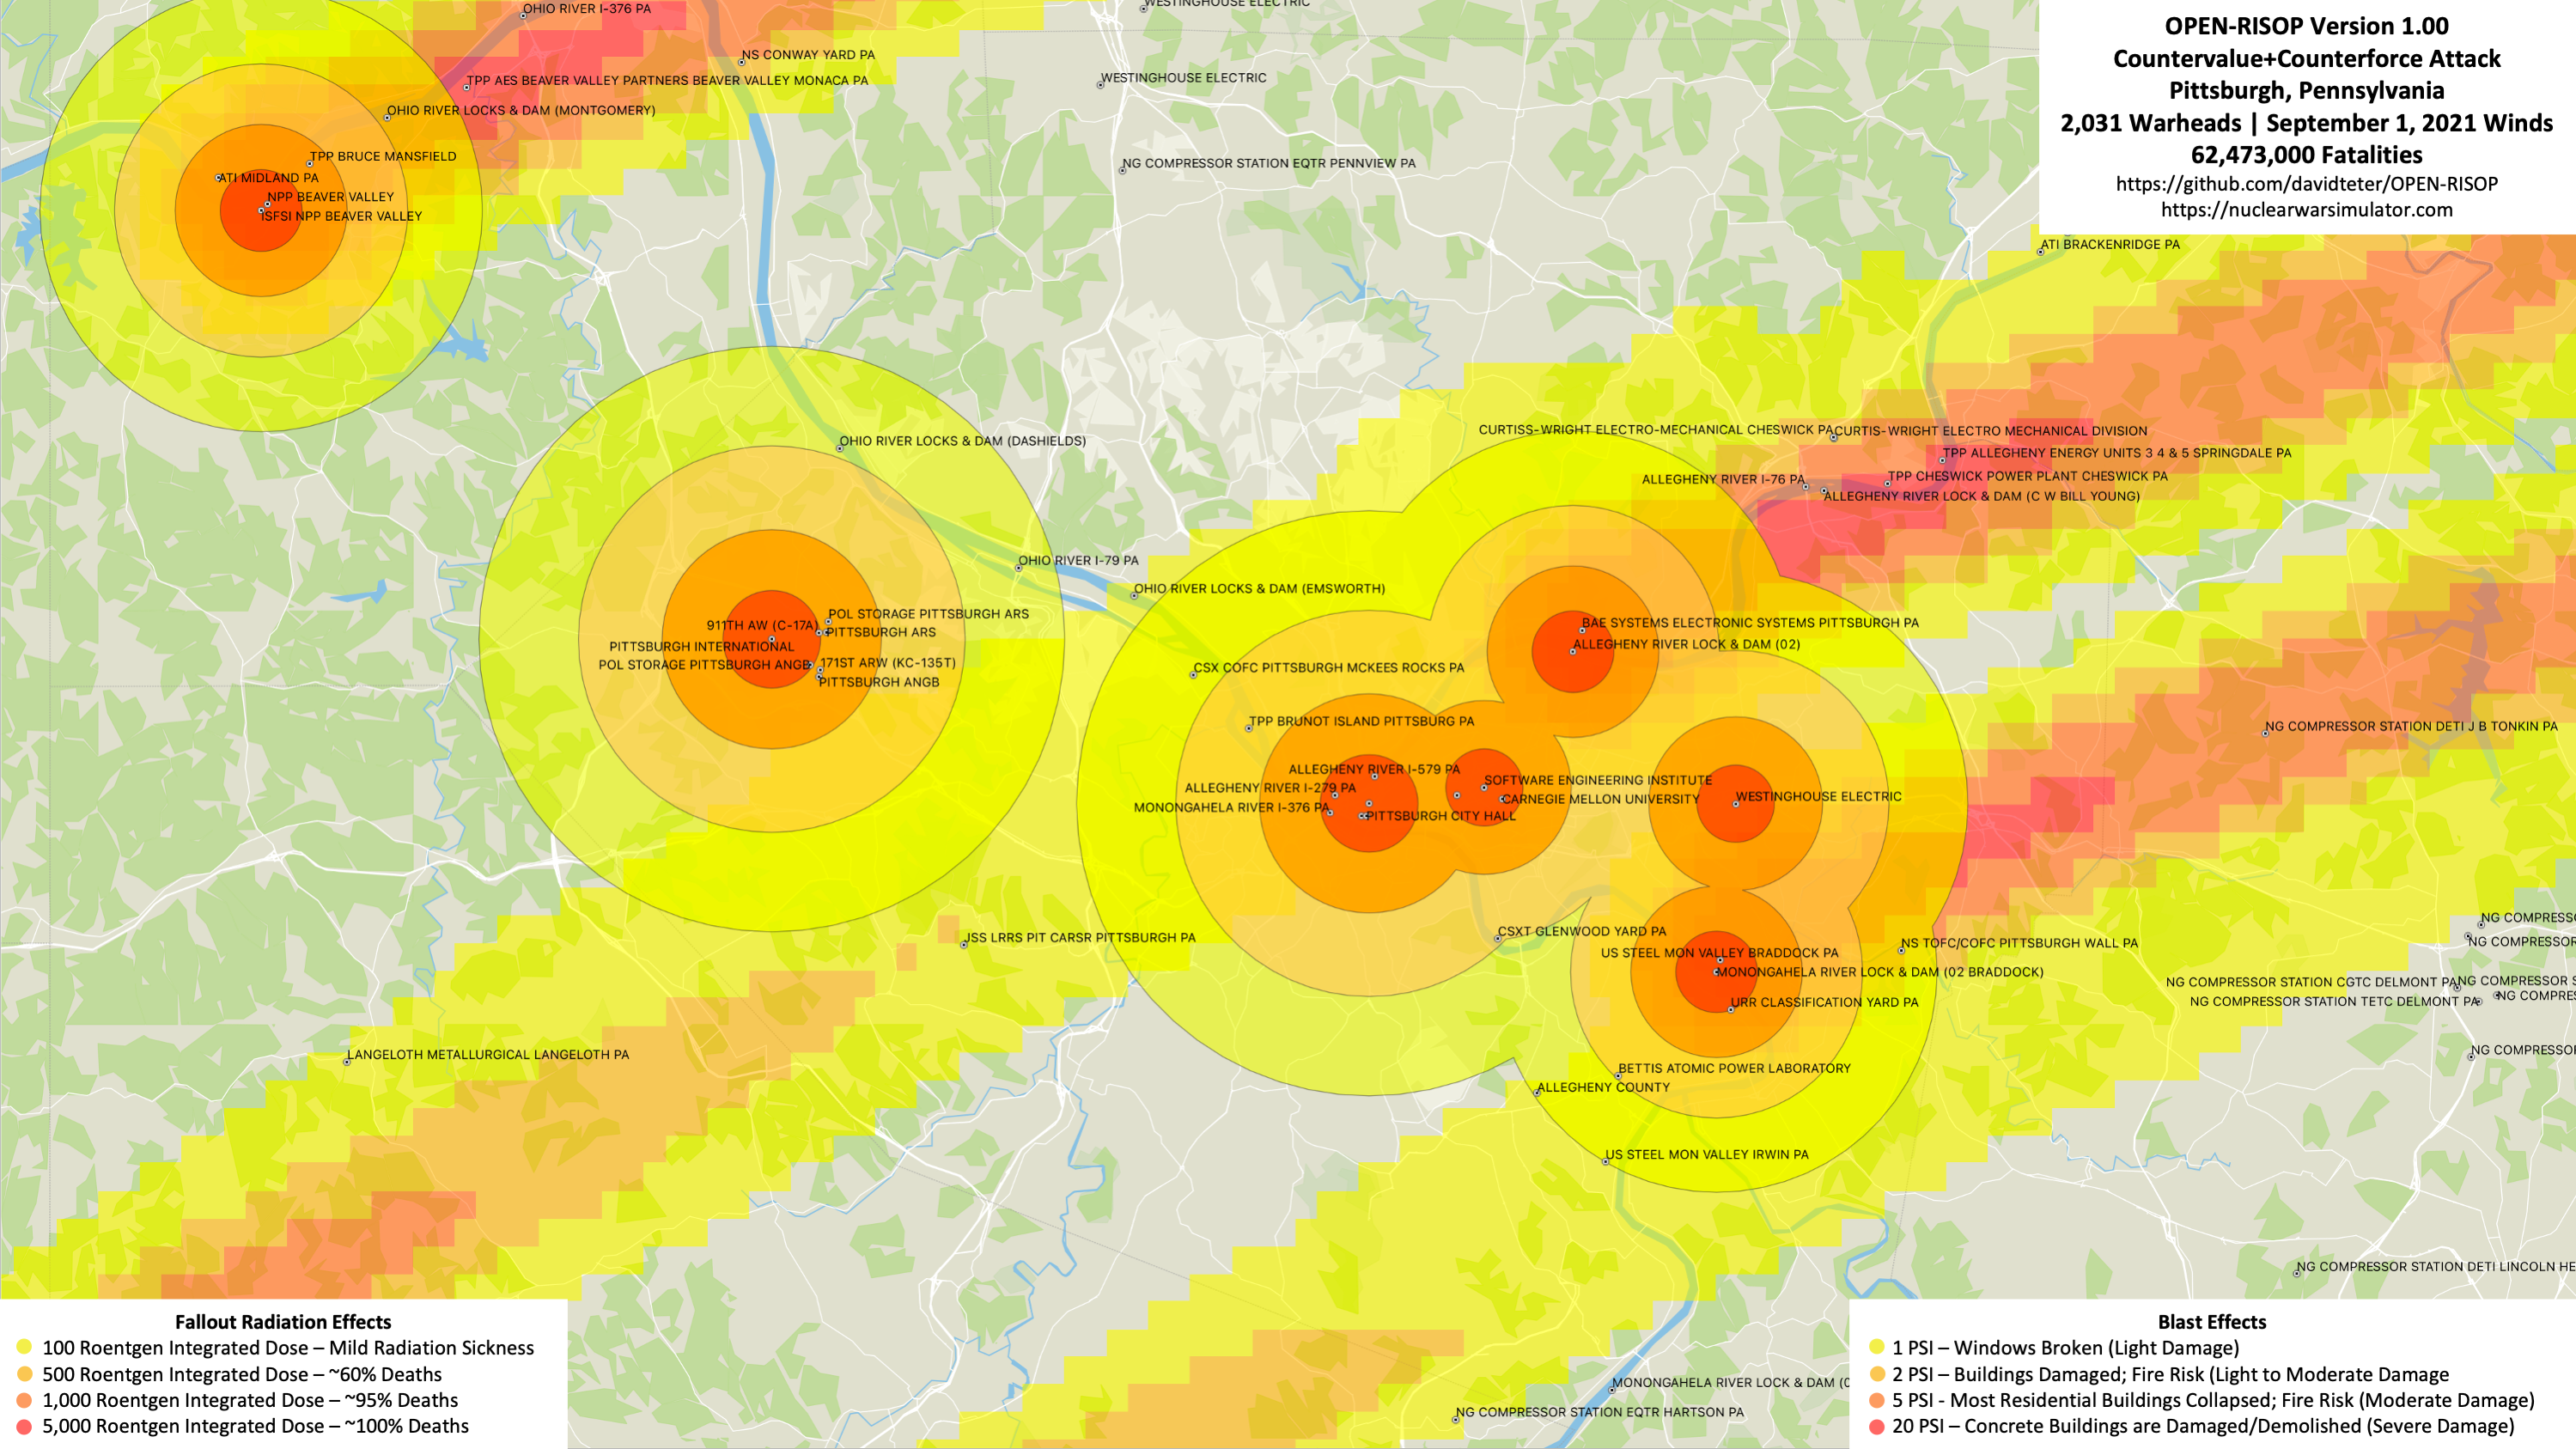 OHIO RIVER I-376 PA
WESTINGHOUSE ELECTRIC
OPEN-RISOP Version 1.00
Countervalue+Counterforce Attack
Pittsburgh, Pennsylvania
2,031 Warheads | September 1, 2021 Winds
62,473,000 Fatalities
https://github.com/davidteter/OPEN-RISOP
https://nuclearwarsimulator.com
NS CONWAY YARD PA
TPP AES BEAVER VALLEY PARTNERS BEAVER VALLEY MONACA PA
WESTINGHOUSE ELECTRIC
OHIO RIVER LOCKS & DAM (MONTGOMERY)
TPP BRUCE MANSFIELD
NG COMPRESSOR STATION EQTR PENNVIEW PA
ATI MIDLAND PA
NPP BEAVER VALLEY
ISFSI NPP BEAVER VALLEY
ATI BRACKENRIDGE PA
OHIO RIVER LOCKS & DAM (DASHIELDS)
CURTISS-WRIGHT ELECTRO-MECHANICAL CHESWICK PA
CURTIS-WRIGHT ELECTRO MECHANICAL DIVISION
TPP ALLEGHENY ENERGY UNITS 3 4 & 5 SPRINGDALE PA
ALLEGHENY RIVER I-76 PA
TPP CHESWICK POWER PLANT CHESWICK PA
ALLEGHENY RIVER LOCK & DAM (C W BILL YOUNG)
OHIO RIVER I-79 PA
OHIO RIVER LOCKS & DAM (EMSWORTH)
POL STORAGE PITTSBURGH ARS
911TH AW (C-17A)
PITTSBURGH ARS
PITTSBURGH INTERNATIONAL
POL STORAGE PITTSBURGH ANGB
171ST ARW (KC-135T)
PITTSBURGH ANGB
BAE SYSTEMS ELECTRONIC SYSTEMS PITTSBURGH PA
ALLEGHENY RIVER LOCK & DAM (02)
CSX COFC PITTSBURGH MCKEES ROCKS PA
TPP BRUNOT ISLAND PITTSBURG PA
NG COMPRESSOR STATION DETI J B TONKIN PA
ALLEGHENY RIVER I-579 PA
ALLEGHENY RIVER I-279 PA
MONONGAHELA RIVER I-376 PA
PITTSBURGH CITY HALL
SOFTWARE ENGINEERING INSTITUTE
CARNEGIE MELLON UNIVERSITY
WESTINGHOUSE ELECTRIC
JSS LRRS PIT CARSR PITTSBURGH PA
CSXT GLENWOOD YARD PA
US STEEL MON VALLEY BRADDOCK PA
MONONGAHELA RIVER LOCK & DAM (02 BRADDOCK)
NS TOFC/COFC PITTSBURGH WALL PA
URR CLASSIFICATION YARD PA
NG COMPRESS
NG COMPRESSOR
NG COMPRESSOR STATION CGTC DELMONT PA
NG COMPRESSOR S
NG COMPRESSOR STATION TETC DELMONT PA
NG COMPRES
NG COMPRESSO
LANGELOTH METALLURGICAL LANGELOTH PA
BETTIS ATOMIC POWER LABORATORY
ALLEGHENY COUNTY
US STEEL MON VALLEY IRWIN PA
NG COMPRESSOR STATION DETI LINCOLN HE
MONONGAHELA RIVER LOCK & DAM (0
NG COMPRESSOR STATION EQTR HARTSON PA
Fallout Radiation Effects
100 Roentgen Integrated Dose – Mild Radiation Sickness
500 Roentgen Integrated Dose – ~60% Deaths
1,000 Roentgen Integrated Dose – ~95% Deaths
5,000 Roentgen Integrated Dose – ~100% Deaths
Blast Effects
1 PSI – Windows Broken (Light Damage)
2 PSI – Buildings Damaged; Fire Risk (Light to Moderate Damage
5 PSI - Most Residential Buildings Collapsed; Fire Risk (Moderate Damage)
20 PSI – Concrete Buildings are Damaged/Demolished (Severe Damage)